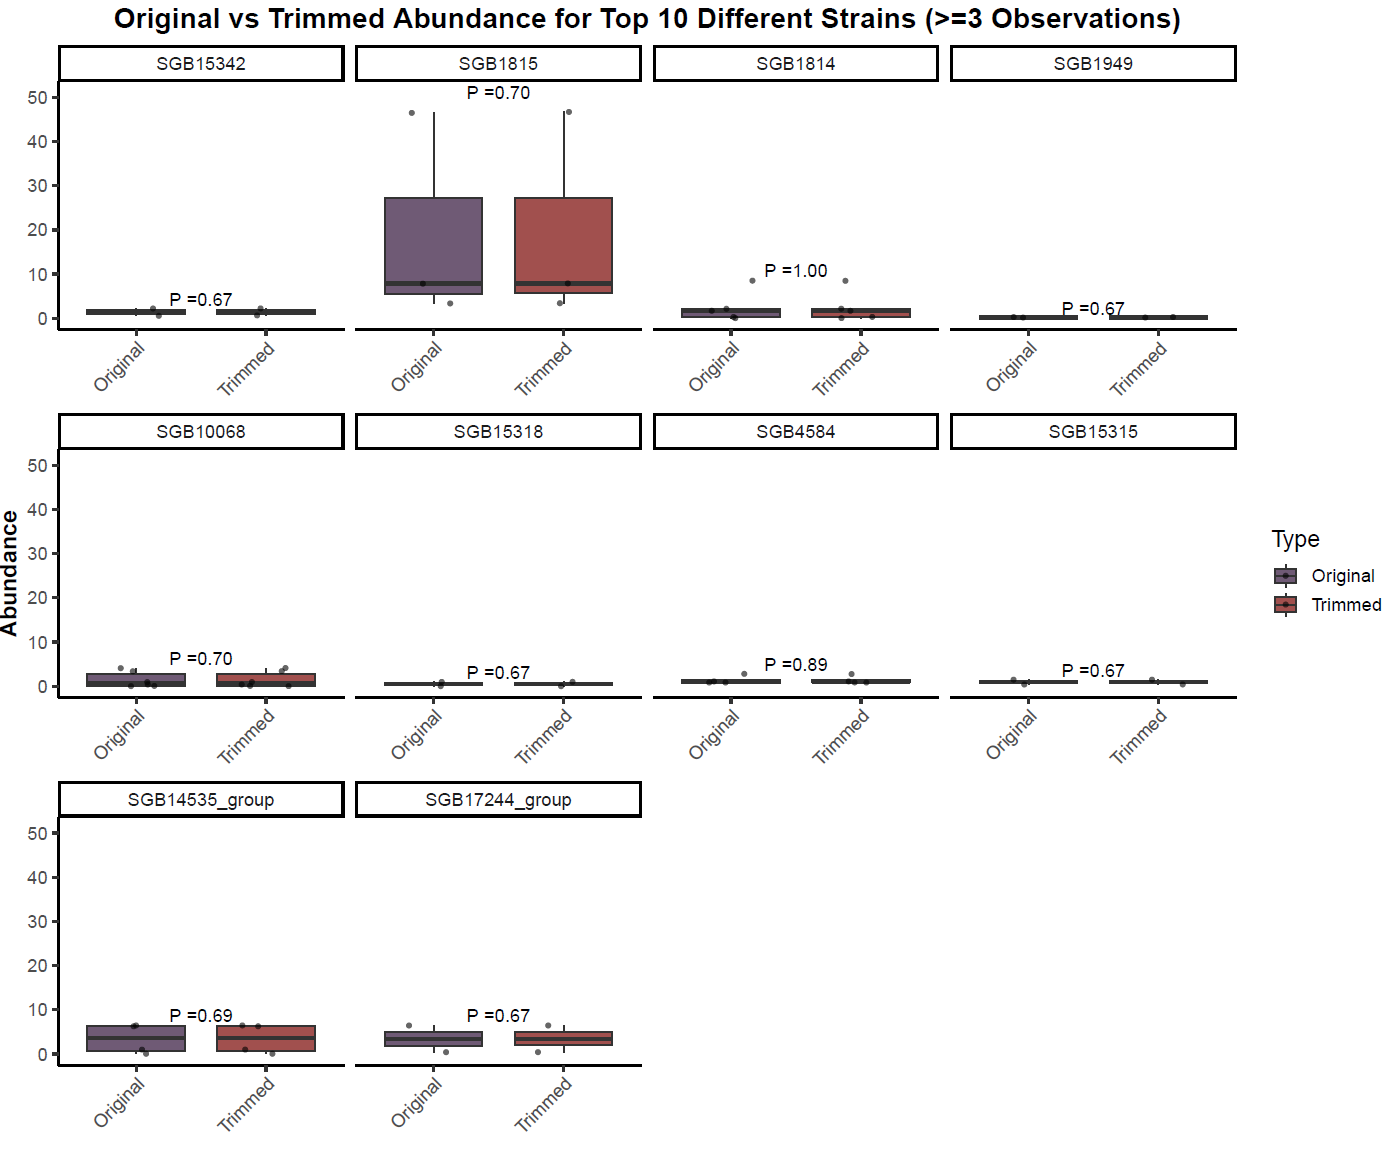 Original vs Trimmed Abundance for Top 10 Different Strains (>=3 Observations)
SGB15342
SGB1815
SGB1814
SGB1949
50
40
30
20
10
0
P =0.67
P =0.70
P =1.00
P =0.67
Original
Trimmed
Original
Trimmed
Original
Trimmed
Original
Trimmed
SGB10068
SGB15318
SGB4584
SGB15315
50
40
30
20
10
0
P =0.70
P =0.67
P =0.89
P =0.67
Original
Trimmed
Original
Trimmed
Original
Trimmed
Original
Trimmed
Abundance
Type
Original
Trimmed
SGB14535_group
SGB17244_group
50
40
30
20
10
0
P =0.69
P =0.67
Original
Trimmed
Original
Trimmed